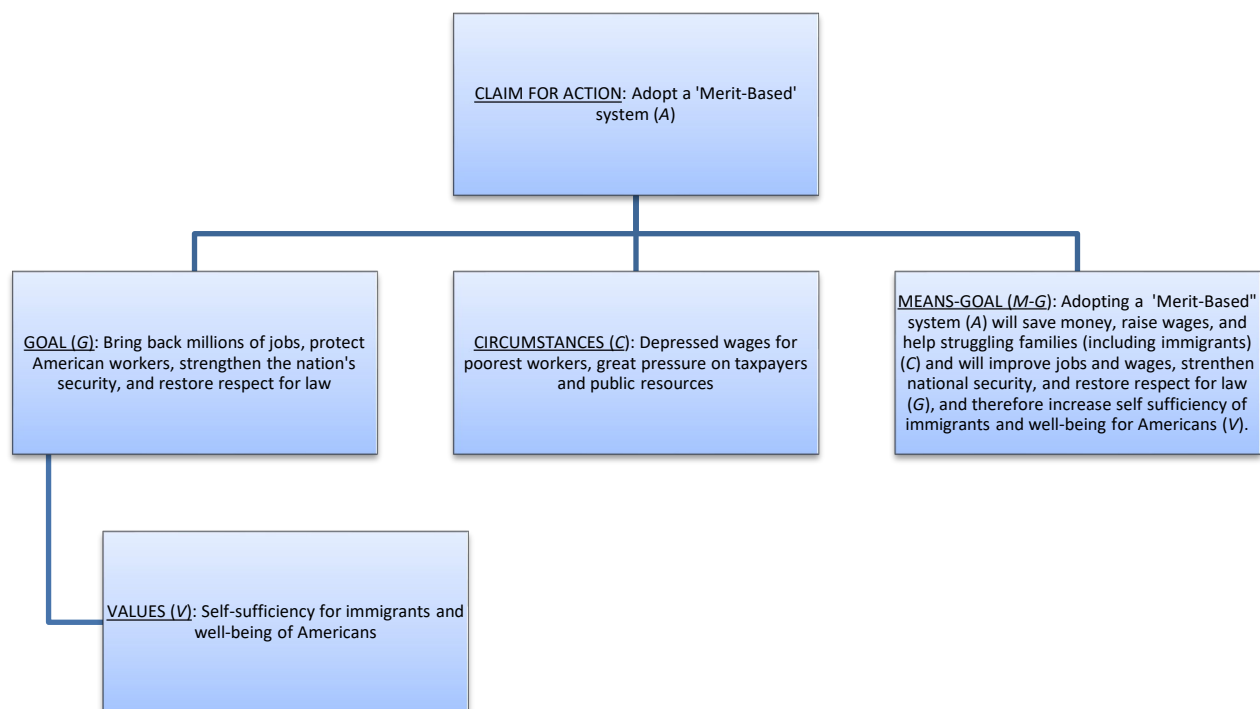 CLAIM FOR ACTION: Adopt a 'Merit-Based'
system (A)
GOAL (G): Bring back millions of jobs, protect
American workers, strengthen the nation's
security, and restore respect for law
CIRCUMSTANCES (C): Depressed wages for
poorest workers, great pressure on taxpayers
and public resources
MEANS-GOAL (M-G): Adopting a 'Merit-Based"
system (A) will save money, raise wages, and
help struggling families (including immigrants)
(C) and will improve jobs and wages, strenthen
national security, and restore respect for law
(G), and therefore increase self sufficiency of
immigrants and well-being for Americans (V).
VALUES (V): Self-sufficiency for immigrants and
well-being of Americans